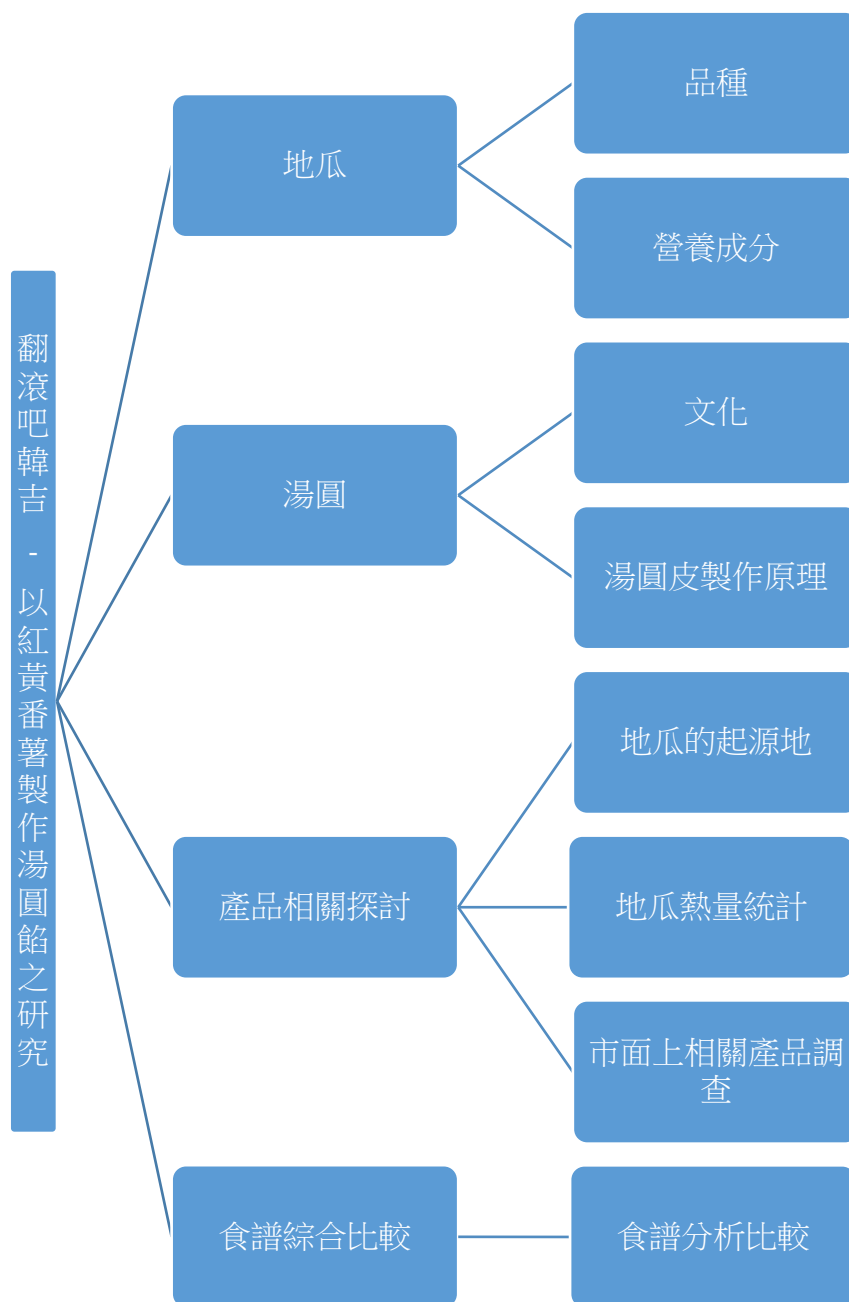 翻滾吧韓吉 - 以紅黃番薯製作湯圓餡之研究
地瓜
品種
營養成分
湯圓
文化
湯圓皮製作原理
產品相關探討
地瓜的起源地
地瓜熱量統計
市面上相關產品調
查
食譜綜合比較
食譜分析比較